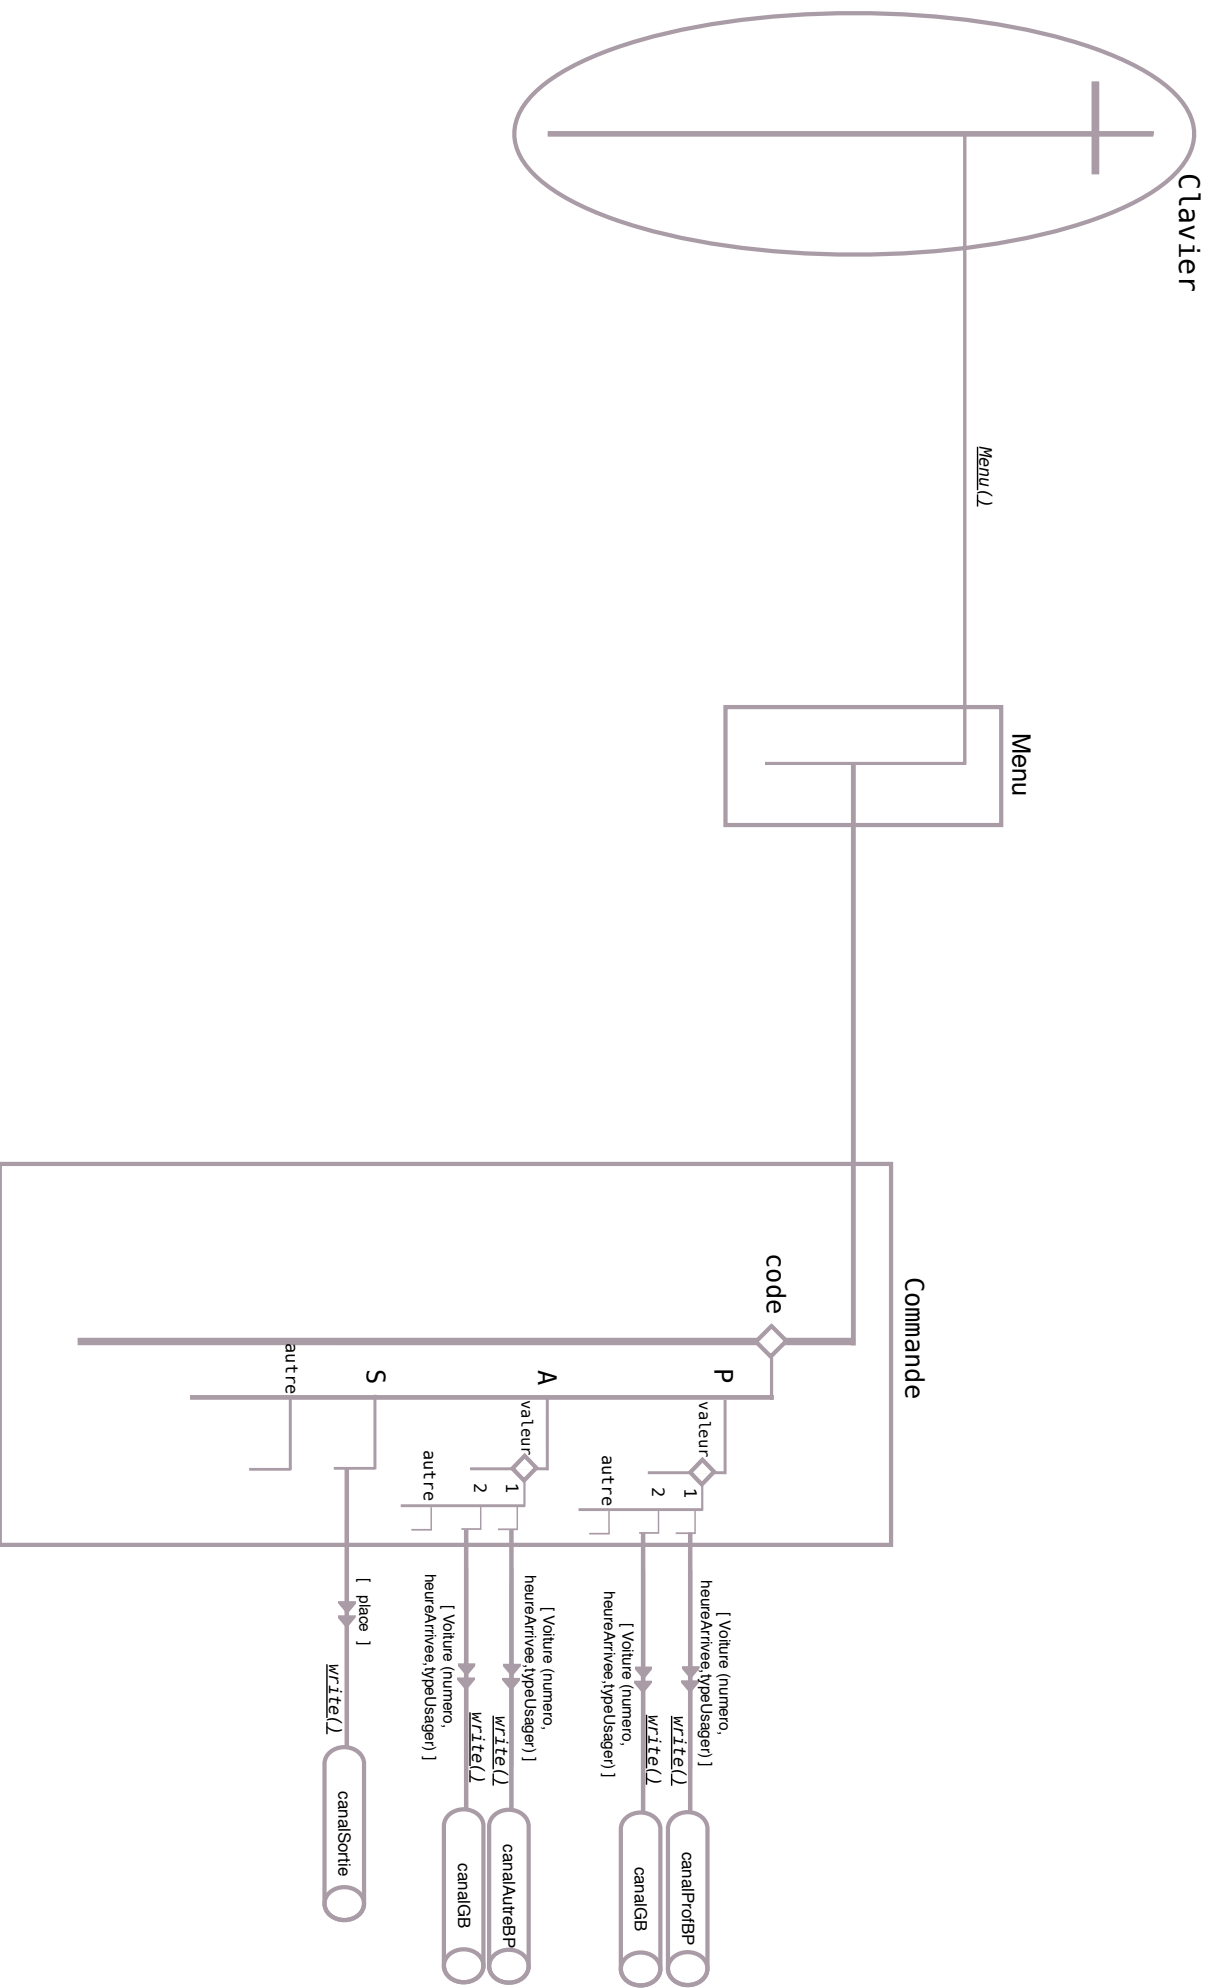 Clavier
Menu()
Menu
Commande
code
P
valeur
1
2
autre
[ Voiture (numero,
heureArrivee,typeUsager) ]
write()
canalProfBP
[ Voiture (numero,
heureArrivee,typeUsager) ]
write()
canalGB
A
valeur
1
2
autre
[ Voiture (numero,
heureArrivee,typeUsager) ]
write()
canalAutreBP
[ Voiture (numero,
heureArrivee,typeUsager) ]
write()
canalGB
S
[ place ]
write()
canalSortie
autre